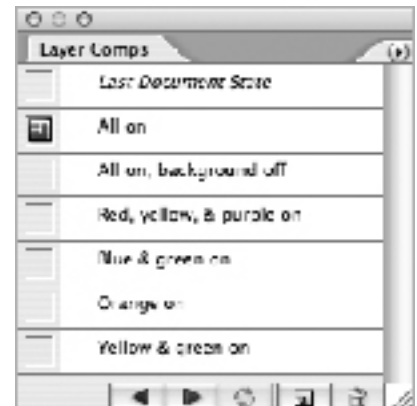 Layer Comps
Last Document State
All on
All on, background off
Red, yellow, & purple on
Blue & green on
Orange on
Yellow & green on